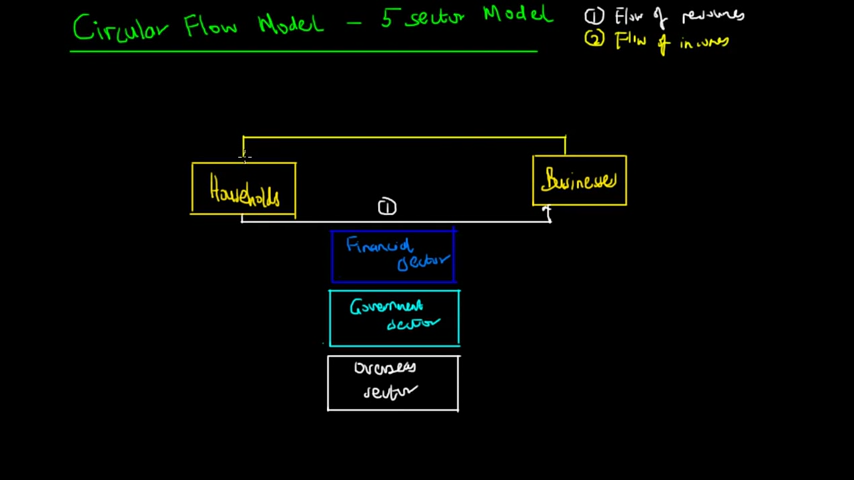 Circular Flow Model - 5 sector Model
① Flow of resources
② Flow of incomes
Households
Businesses
①
Financial
sector
Government
sector
Overseas
sector